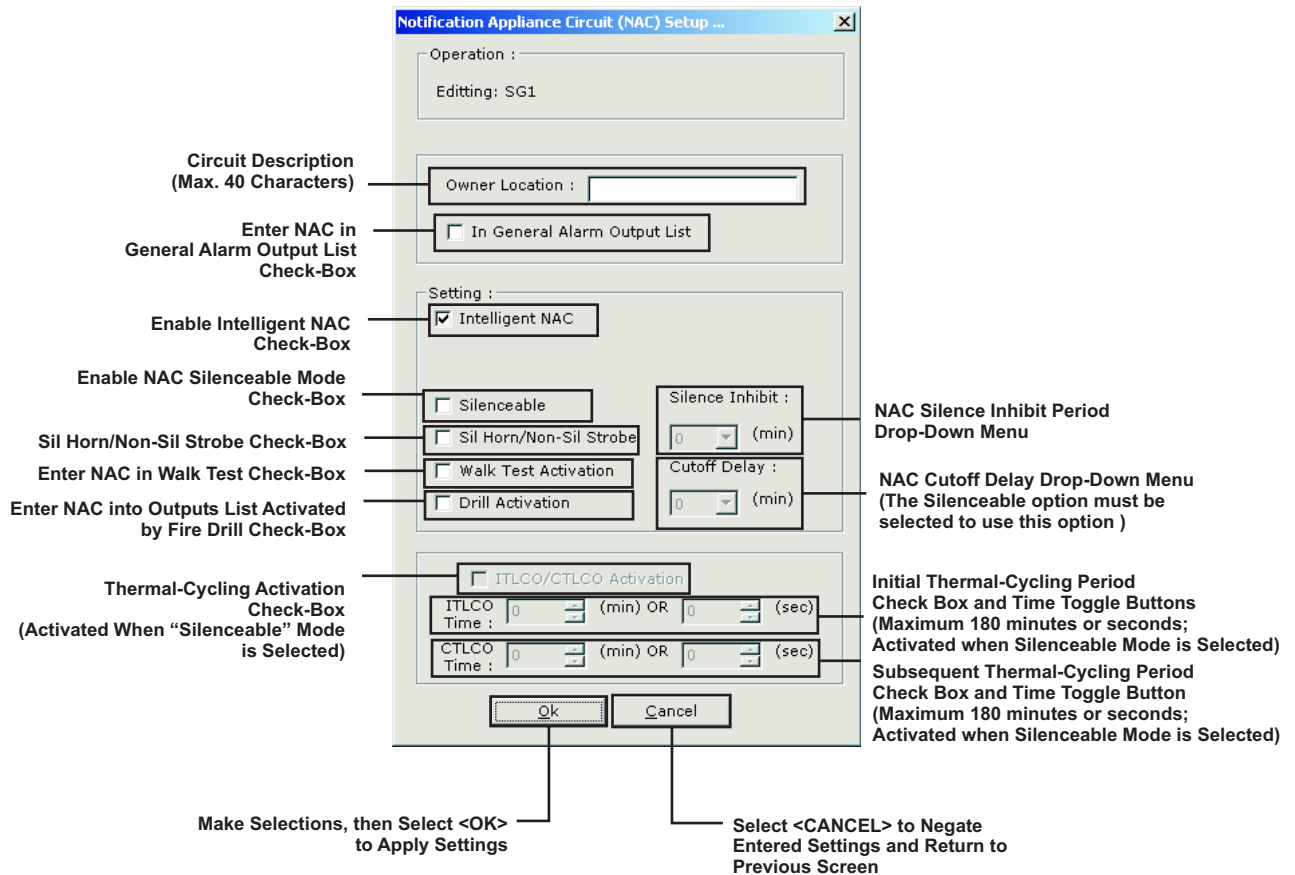 Notification Appliance Circuit (NAC) Setup ...
Operation :
Editting: SG1
Circuit Description
(Max. 40 Characters)
Owner Location :
Enter NAC in
General Alarm Output List
Check-Box
In General Alarm Output List
Setting :
Enable Intelligent NAC
Check-Box
Intelligent NAC
Enable NAC Silenceable Mode
Check-Box
Silenceable
Silence Inhibit :
0 (min)
NAC Silence Inhibit Period
Drop-Down Menu
Sil Horn/Non-Sil Strobe Check-Box
Sil Horn/Non-Sil Strobe
Enter NAC in Walk Test Check-Box
Walk Test Activation
Cutoff Delay :
0 (min)
NAC Cutoff Delay Drop-Down Menu
(The Silenceable option must be
selected to use this option )
Enter NAC into Outputs List Activated
by Fire Drill Check-Box
Drill Activation
Thermal-Cycling Activation
Check-Box
(Activated When “Silenceable” Mode
is Selected)
ITLCO/CTLCO Activation
ITLCO
Time :
0 (min) OR 0 (sec)
Initial Thermal-Cycling Period
Check Box and Time Toggle Buttons
(Maximum 180 minutes or seconds;
Activated when Silenceable Mode is Selected)
CTLCO
Time :
0 (min) OR 0 (sec)
Subsequent Thermal-Cycling Period
Check Box and Time Toggle Button
(Maximum 180 minutes or seconds;
Activated when Silenceable Mode is Selected)
Ok
Cancel
Make Selections, then Select <OK>
to Apply Settings
Select <CANCEL> to Negate
Entered Settings and Return to
Previous Screen